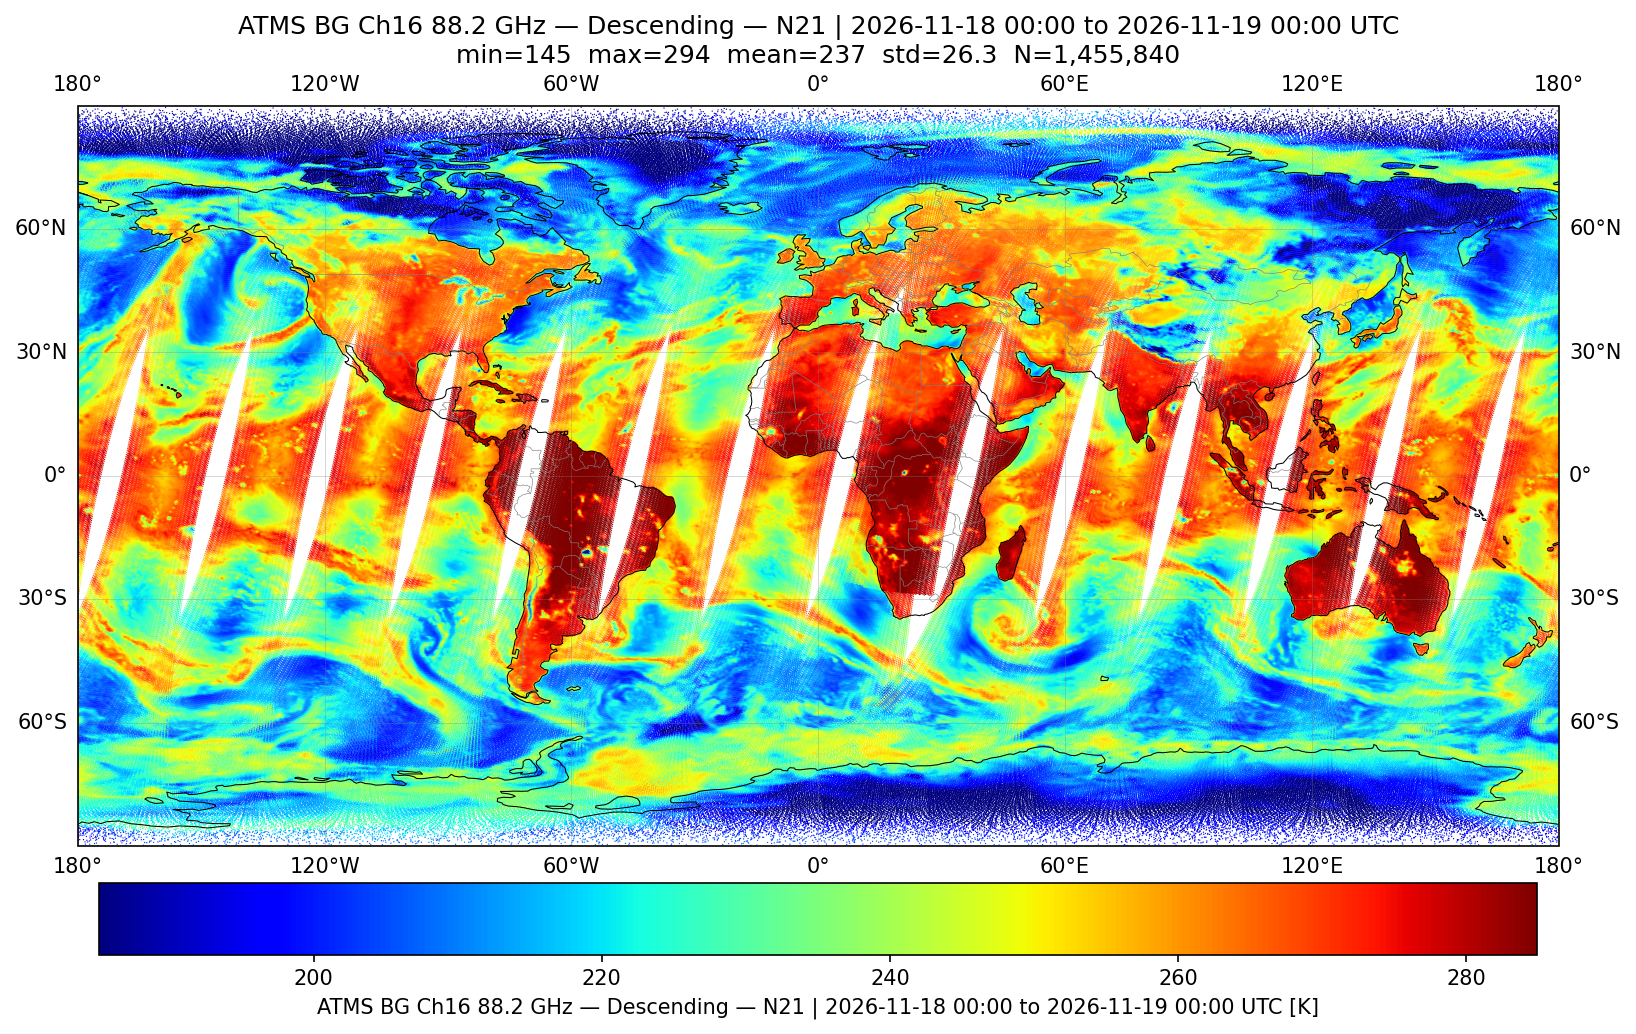 ATMS BG Ch16 88.2 GHz — Descending — N21 | 2026-11-18 00:00 to 2026-11-19 00:00 UTC
min=145 max=294 mean=237 std=26.3 N=1,455,840
180° 120°W 60°W 0° 60°E 120°E 180°
60°N 60°N
30°N 30°N
0° 0°
30°S 30°S
60°S 60°S
180° 120°W 60°W 0° 60°E 120°E 180°
200 220 240 260 280
ATMS BG Ch16 88.2 GHz — Descending — N21 | 2026-11-18 00:00 to 2026-11-19 00:00 UTC [K]